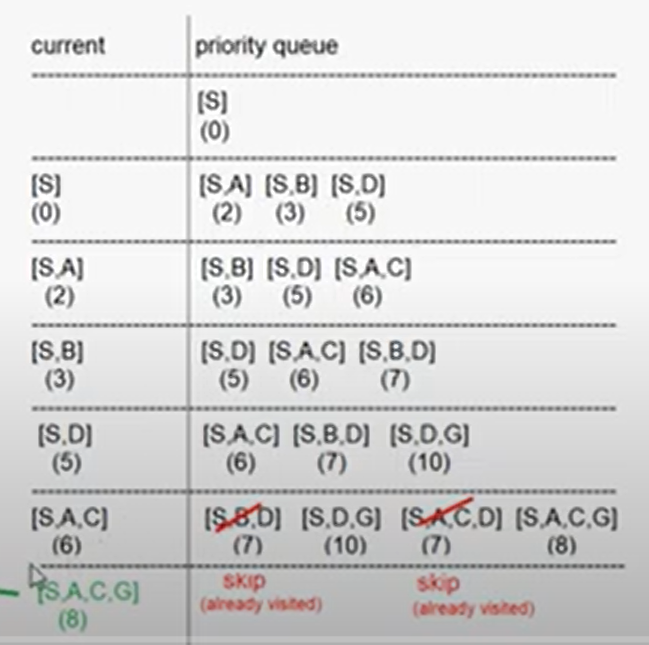 current priority queue
[S]
(0)
[S] [S,A] [S,B] [S,D]
(0) (2) (3) (5)
[S,A] [S,B] [S,D] [S,A,C]
(2) (3) (5) (6)
[S,B] [S,D] [S,A,C] [S,B,D]
(3) (5) (6) (7)
[S,D] [S,A,C] [S,B,D] [S,D,G]
(5) (6) (7) (10)
[S,A,C] [S,B,D] [S,D,G] [S,A,C,D] [S,A,C,G]
(6) (7) (10) (7) (8)
[S,A,C,G] skip skip
(8) (already visited) (already visited)